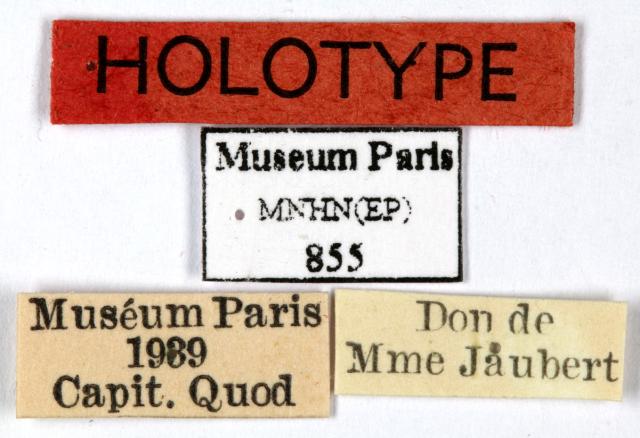 HOLOTYPE
Museum Paris
MNHN(EP)
855
Muséum Paris
1939
Capit. Quod
Don de
Mme Jaubert